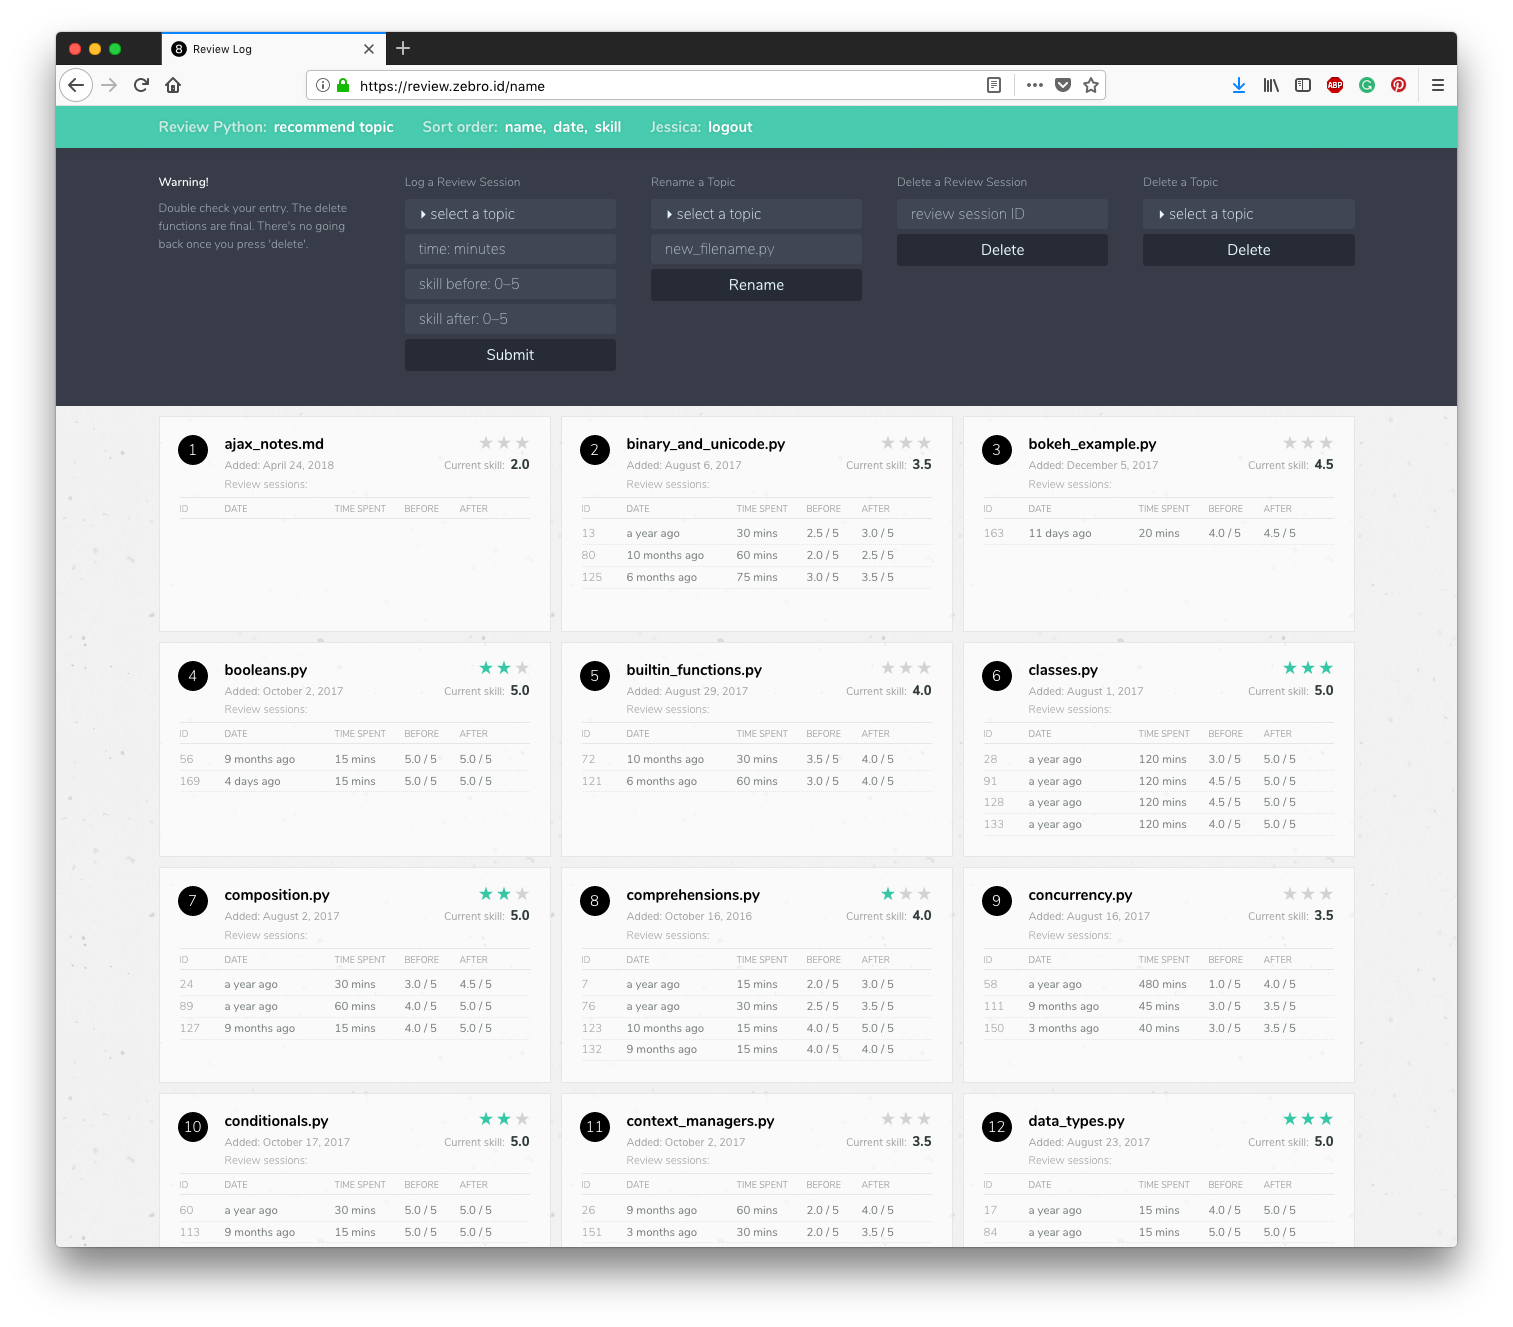 8 Review Log
https://review.zebro.id/name
ABP
Review Python: recommend topic Sort order: name, date, skill Jessica: logout
Warning!
Double check your entry. The delete
functions are final. There's no going
back once you press 'delete'.
Log a Review Session
select a topic
time: minutes
skill before: 0–5
skill after: 0–5
Submit
Rename a Topic
select a topic
new_filename.py
Rename
Delete a Review Session
review session ID
Delete
Delete a Topic
select a topic
Delete
1 ajax_notes.md
Added: April 24, 2018 Current skill: 2.0
Review sessions:
ID DATE TIME SPENT BEFORE AFTER
2 binary_and_unicode.py
Added: August 6, 2017 Current skill: 3.5
Review sessions:
ID DATE TIME SPENT BEFORE AFTER
13 a year ago 30 mins 2.5 / 5 3.0 / 5
80 10 months ago 60 mins 2.0 / 5 2.5 / 5
125 6 months ago 75 mins 3.0 / 5 3.5 / 5
3 bokeh_example.py
Added: December 5, 2017 Current skill: 4.5
Review sessions:
ID DATE TIME SPENT BEFORE AFTER
163 11 days ago 20 mins 4.0 / 5 4.5 / 5
4 booleans.py
Added: October 2, 2017 Current skill: 5.0
Review sessions:
ID DATE TIME SPENT BEFORE AFTER
56 9 months ago 15 mins 5.0 / 5 5.0 / 5
169 4 days ago 15 mins 5.0 / 5 5.0 / 5
5 builtin_functions.py
Added: August 29, 2017 Current skill: 4.0
Review sessions:
ID DATE TIME SPENT BEFORE AFTER
72 10 months ago 30 mins 3.5 / 5 4.0 / 5
121 6 months ago 60 mins 3.0 / 5 4.0 / 5
6 classes.py
Added: August 1, 2017 Current skill: 5.0
Review sessions:
ID DATE TIME SPENT BEFORE AFTER
28 a year ago 120 mins 3.0 / 5 5.0 / 5
91 a year ago 120 mins 4.5 / 5 5.0 / 5
128 a year ago 120 mins 4.5 / 5 5.0 / 5
133 a year ago 120 mins 4.0 / 5 5.0 / 5
7 composition.py
Added: August 2, 2017 Current skill: 5.0
Review sessions:
ID DATE TIME SPENT BEFORE AFTER
24 a year ago 30 mins 3.0 / 5 4.5 / 5
89 a year ago 60 mins 4.0 / 5 5.0 / 5
127 9 months ago 15 mins 4.0 / 5 5.0 / 5
8 comprehensions.py
Added: October 16, 2016 Current skill: 4.0
Review sessions:
ID DATE TIME SPENT BEFORE AFTER
7 a year ago 15 mins 2.0 / 5 3.0 / 5
76 a year ago 30 mins 2.5 / 5 3.5 / 5
123 10 months ago 15 mins 4.0 / 5 5.0 / 5
132 9 months ago 15 mins 4.0 / 5 4.0 / 5
9 concurrency.py
Added: August 16, 2017 Current skill: 3.5
Review sessions:
ID DATE TIME SPENT BEFORE AFTER
58 a year ago 480 mins 1.0 / 5 4.0 / 5
111 9 months ago 45 mins 3.0 / 5 3.5 / 5
150 3 months ago 40 mins 3.0 / 5 3.5 / 5
10 conditionals.py
Added: October 17, 2017 Current skill: 5.0
Review sessions:
ID DATE TIME SPENT BEFORE AFTER
60 a year ago 30 mins 5.0 / 5 5.0 / 5
113 9 months ago 15 mins 5.0 / 5 5.0 / 5
11 context_managers.py
Added: October 2, 2017 Current skill: 3.5
Review sessions:
ID DATE TIME SPENT BEFORE AFTER
26 9 months ago 60 mins 2.0 / 5 4.0 / 5
151 3 months ago 30 mins 2.0 / 5 3.5 / 5
12 data_types.py
Added: August 23, 2017 Current skill: 5.0
Review sessions:
ID DATE TIME SPENT BEFORE AFTER
17 a year ago 15 mins 4.0 / 5 5.0 / 5
84 a year ago 15 mins 5.0 / 5 5.0 / 5